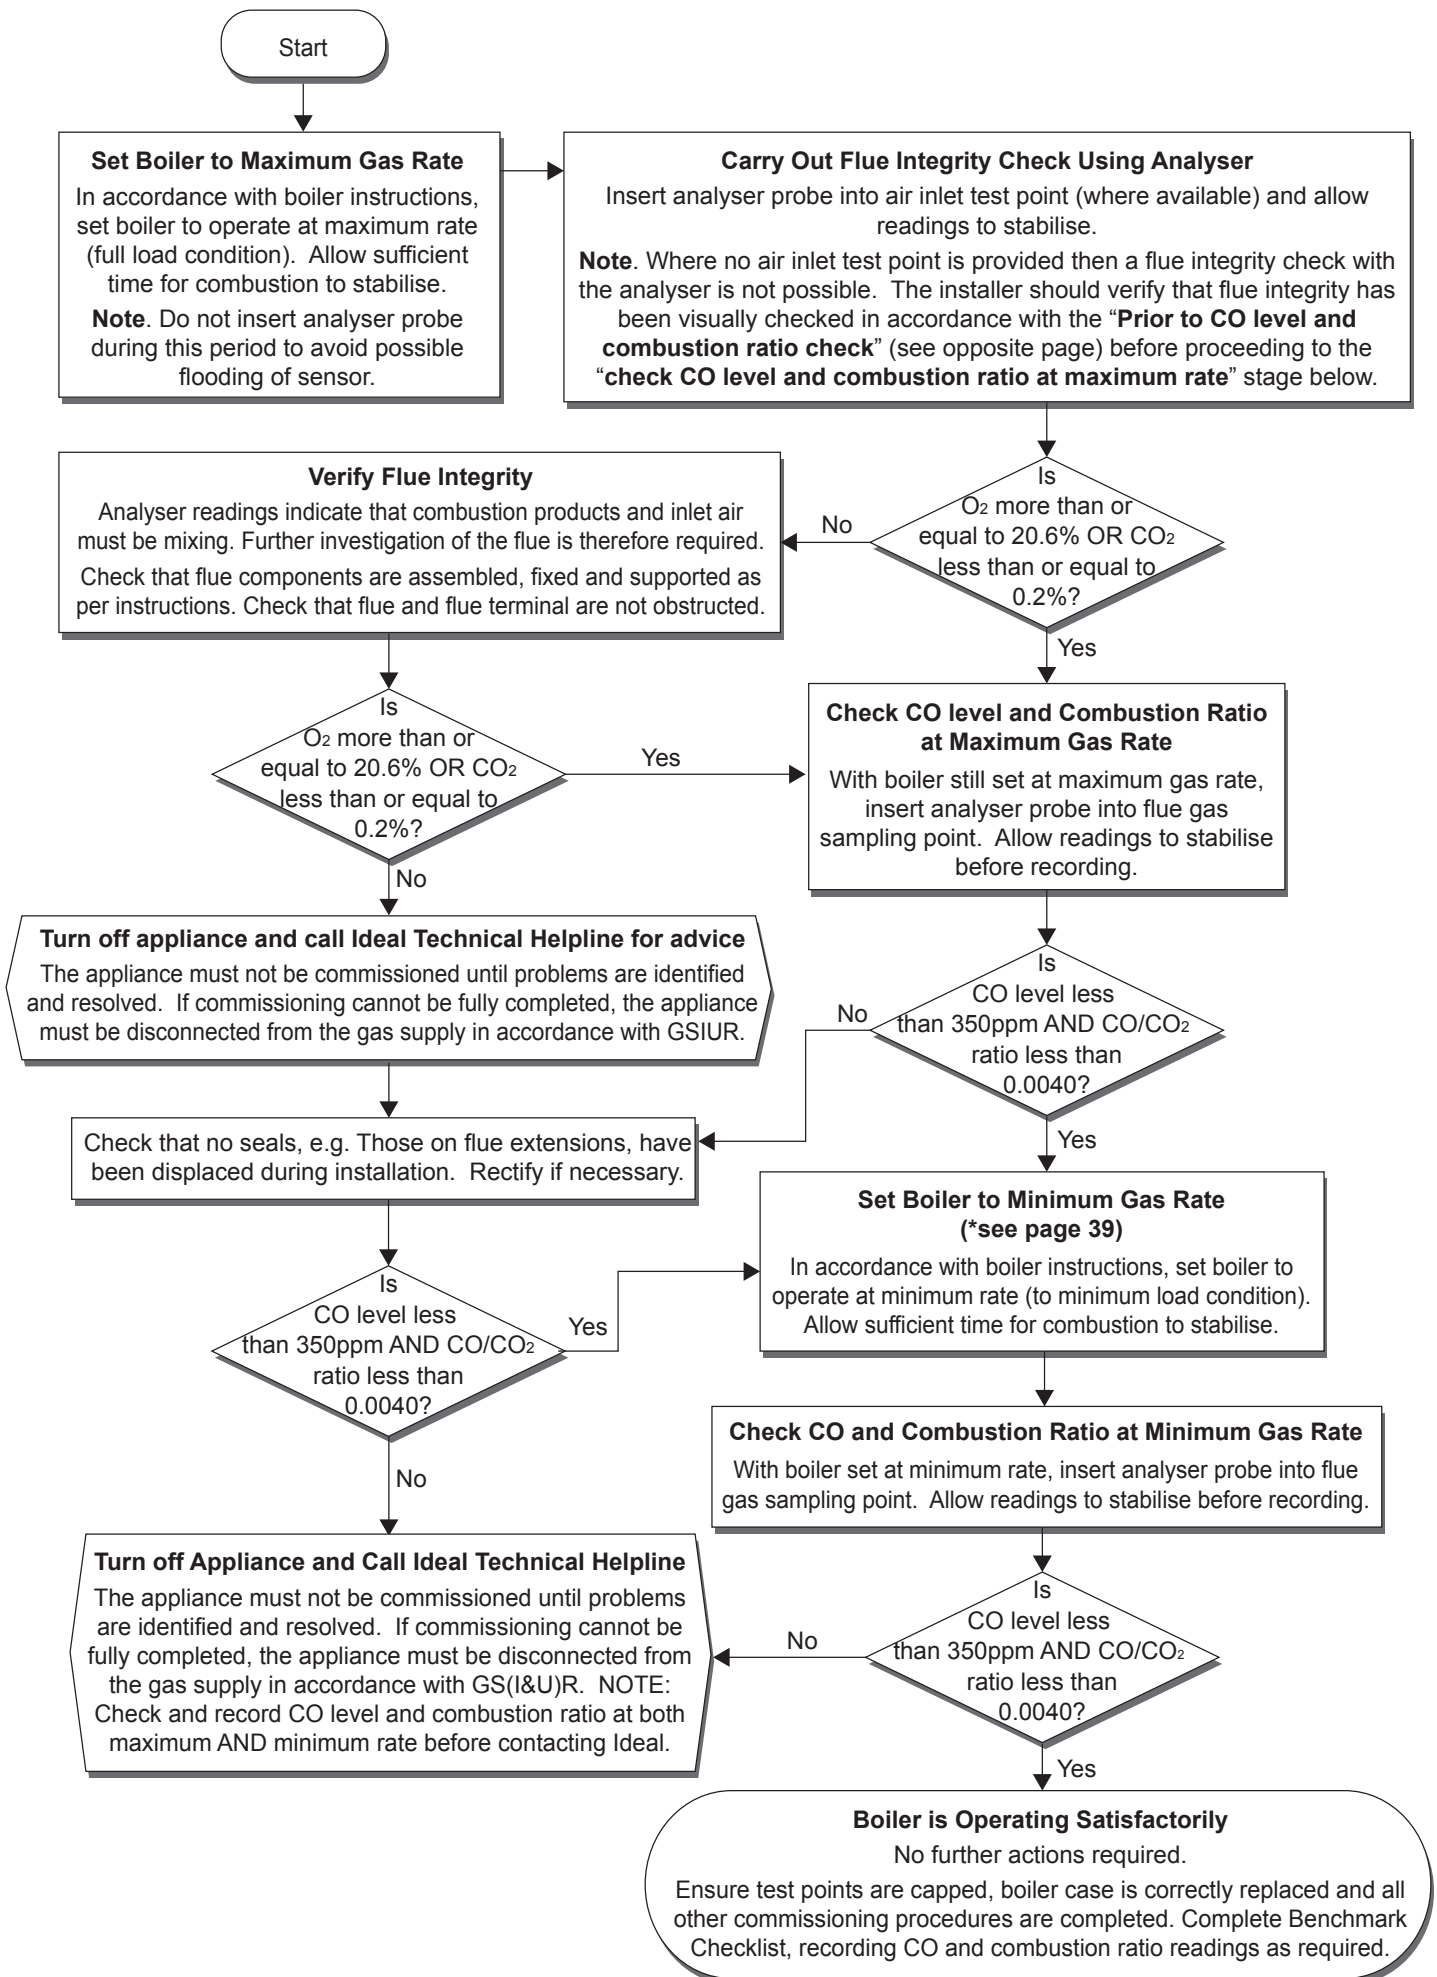 Start
Set Boiler to Maximum Gas Rate
In accordance with boiler instructions,
set boiler to operate at maximum rate
(full load condition). Allow sufficient
time for combustion to stabilise.
Note. Do not insert analyser probe
during this period to avoid possible
flooding of sensor.
Carry Out Flue Integrity Check Using Analyser
Insert analyser probe into air inlet test point (where available) and allow
readings to stabilise.
Note. Where no air inlet test point is provided then a flue integrity check with
the analyser is not possible. The installer should verify that flue integrity has
been visually checked in accordance with the “Prior to CO level and
combustion ratio check” (see opposite page) before proceeding to the
“check CO level and combustion ratio at maximum rate” stage below.
Is
O2 more than or
equal to 20.6% OR CO2
less than or equal to
0.2%?
No
Yes
Verify Flue Integrity
Analyser readings indicate that combustion products and inlet air
must be mixing. Further investigation of the flue is therefore required.
Check that flue components are assembled, fixed and supported as
per instructions. Check that flue and flue terminal are not obstructed.
Is
O2 more than or
equal to 20.6% OR CO2
less than or equal to
0.2%?
Yes
No
Check CO level and Combustion Ratio
at Maximum Gas Rate
With boiler still set at maximum gas rate,
insert analyser probe into flue gas
sampling point. Allow readings to stabilise
before recording.
Turn off appliance and call Ideal Technical Helpline for advice
The appliance must not be commissioned until problems are identified
and resolved. If commissioning cannot be fully completed, the appliance
must be disconnected from the gas supply in accordance with GSIUR.
Is
CO level less
than 350ppm AND CO/CO2
ratio less than
0.0040?
No
Yes
Check that no seals, e.g. Those on flue extensions, have
been displaced during installation. Rectify if necessary.
Set Boiler to Minimum Gas Rate
(*see page 39)
In accordance with boiler instructions, set boiler to
operate at minimum rate (to minimum load condition).
Allow sufficient time for combustion to stabilise.
Is
CO level less
than 350ppm AND CO/CO2
ratio less than
0.0040?
Yes
No
Check CO and Combustion Ratio at Minimum Gas Rate
With boiler set at minimum rate, insert analyser probe into flue
gas sampling point. Allow readings to stabilise before recording.
Turn off Appliance and Call Ideal Technical Helpline
The appliance must not be commissioned until problems
are identified and resolved. If commissioning cannot be
fully completed, the appliance must be disconnected from
the gas supply in accordance with GS(I&U)R. NOTE:
Check and record CO level and combustion ratio at both
maximum AND minimum rate before contacting Ideal.
Is
CO level less
than 350ppm AND CO/CO2
ratio less than
0.0040?
No
Yes
Boiler is Operating Satisfactorily
No further actions required.
Ensure test points are capped, boiler case is correctly replaced and all
other commissioning procedures are completed. Complete Benchmark
Checklist, recording CO and combustion ratio readings as required.